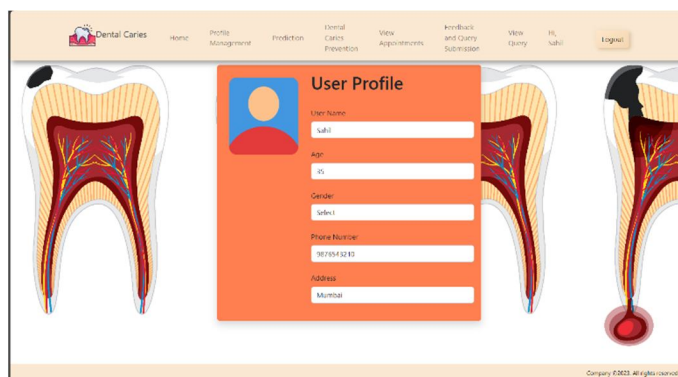 Dental Caries
Home
Profile
Management
Prediction
Dental
Caries
Prevention
View
Appointments
Feedback
and Query
Submission
View
Query
Hi,
Sahil
Logout
User Profile
User Name
Sahil
Age
Gender
Select
Phone Number
9876543210
Address
Mumbai
Company ©2023. All rights reserved